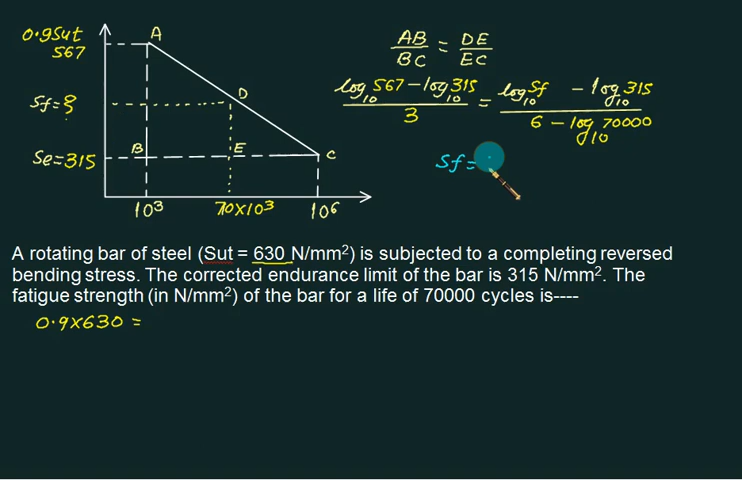 0.9Sut
567
A
AB/BC = DE/EC
Sf=?
D
(log₁₀ 567 - log₁₀ 315)/3 = (log₁₀ Sf - log₁₀ 315)/(6 - log₁₀ 70000)
Se=315
B
E
C
Sf=
10³
70×10³
10⁶
A rotating bar of steel (Sut = 630 N/mm²) is subjected to a completing reversed
bending stress. The corrected endurance limit of the bar is 315 N/mm². The
fatigue strength (in N/mm²) of the bar for a life of 70000 cycles is----
0.9×630 =